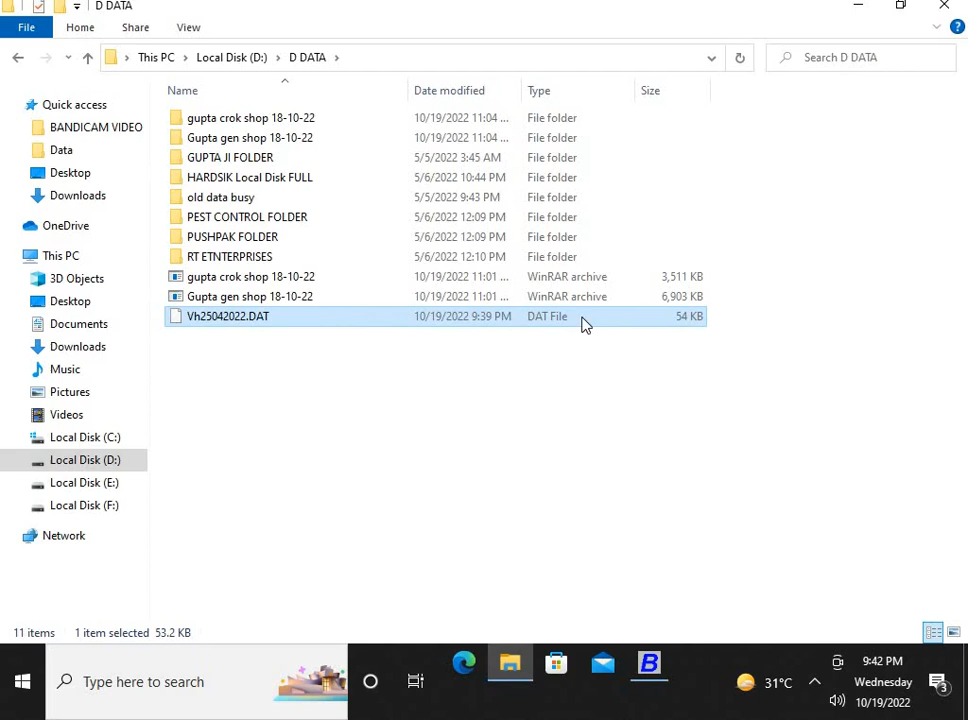 D DATA
File Home Share View
This PC Local Disk (D:) D DATA Search D DATA
Name Date modified Type Size
Quick access
BANDICAM VIDEO
Data
Desktop
Downloads
OneDrive
This PC
3D Objects
Desktop
Documents
Downloads
Music
Pictures
Videos
Local Disk (C:)
Local Disk (D:)
Local Disk (E:)
Local Disk (F:)
Network
gupta crok shop 18-10-22 10/19/2022 11:04 ... File folder
Gupta gen shop 18-10-22 10/19/2022 11:04 ... File folder
GUPTA JI FOLDER 5/5/2022 3:45 AM File folder
HARDSIK Local Disk FULL 5/6/2022 10:44 PM File folder
old data busy 5/5/2022 9:43 PM File folder
PEST CONTROL FOLDER 5/6/2022 12:09 PM File folder
PUSHPAK FOLDER 5/6/2022 12:09 PM File folder
RT ETNTERPRISES 5/6/2022 12:10 PM File folder
gupta crok shop 18-10-22 10/19/2022 11:01 ... WinRAR archive 3,511 KB
Gupta gen shop 18-10-22 10/19/2022 11:01 ... WinRAR archive 6,903 KB
Vh25042022.DAT 10/19/2022 9:39 PM DAT File 54 KB
11 items 1 item selected 53.2 KB
Type here to search
B
31°C
9:42 PM
Wednesday
10/19/2022
3